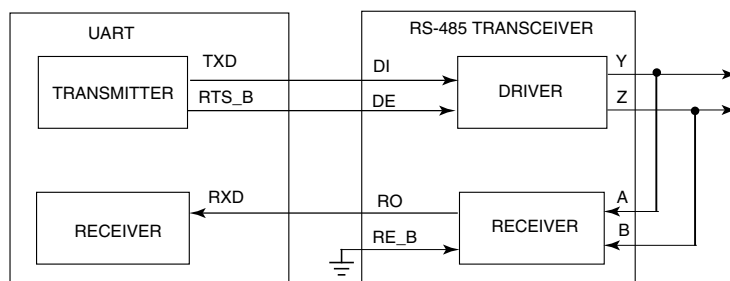 UART
RS-485 TRANSCEIVER
TXD
DI
Y
TRANSMITTER
DRIVER
RTS_B
DE
Z
RXD
RO
A
RECEIVER
RECEIVER
RE_B
B